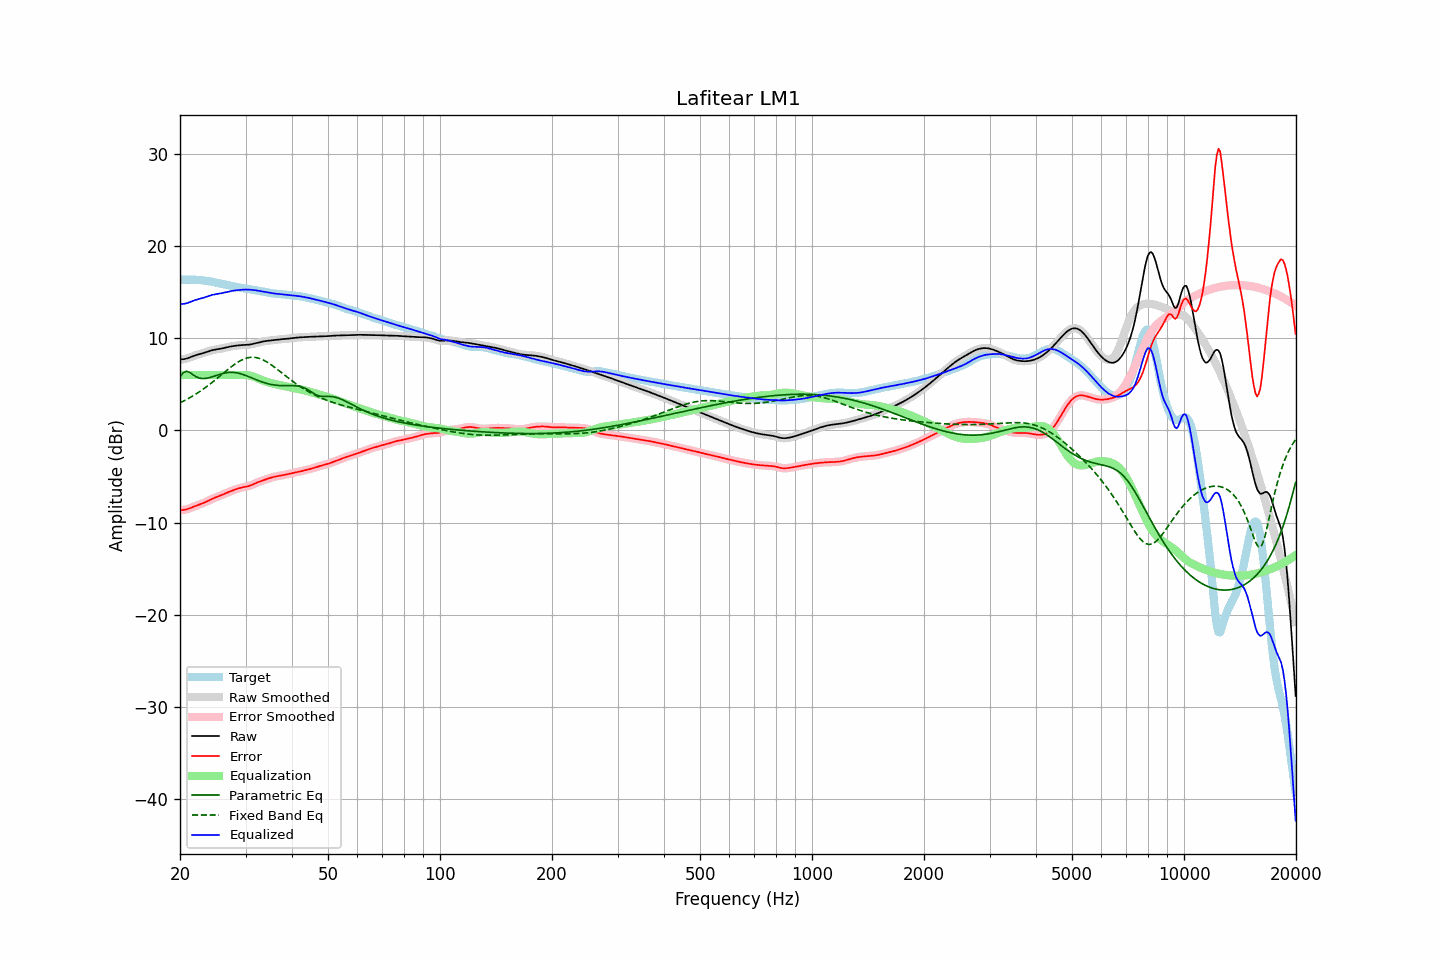 Lafitear LM1
30
20
10
0
−10
−20
−30
−40
Amplitude (dBr)
Target
Raw Smoothed
Error Smoothed
Raw
Error
Equalization
Parametric Eq
Fixed Band Eq
Equalized
20 50 100 200 500 1000 2000 5000 10000 20000
Frequency (Hz)